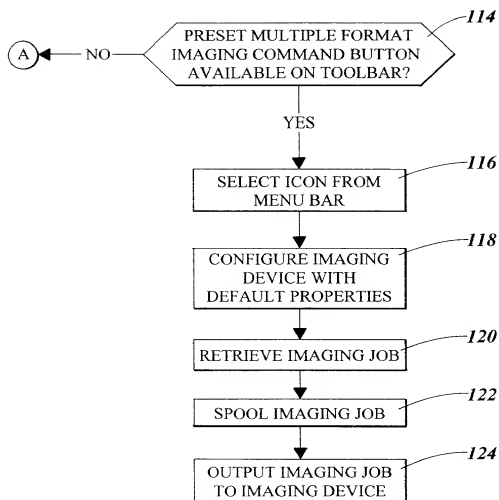 PRESET MULTIPLE FORMAT
IMAGING COMMAND BUTTON
AVAILABLE ON TOOLBAR?
114
A
NO
YES
SELECT ICON FROM
MENU BAR
116
CONFIGURE IMAGING
DEVICE WITH
DEFAULT PROPERTIES
118
RETRIEVE IMAGING JOB
120
SPOOL IMAGING JOB
122
OUTPUT IMAGING JOB
TO IMAGING DEVICE
124